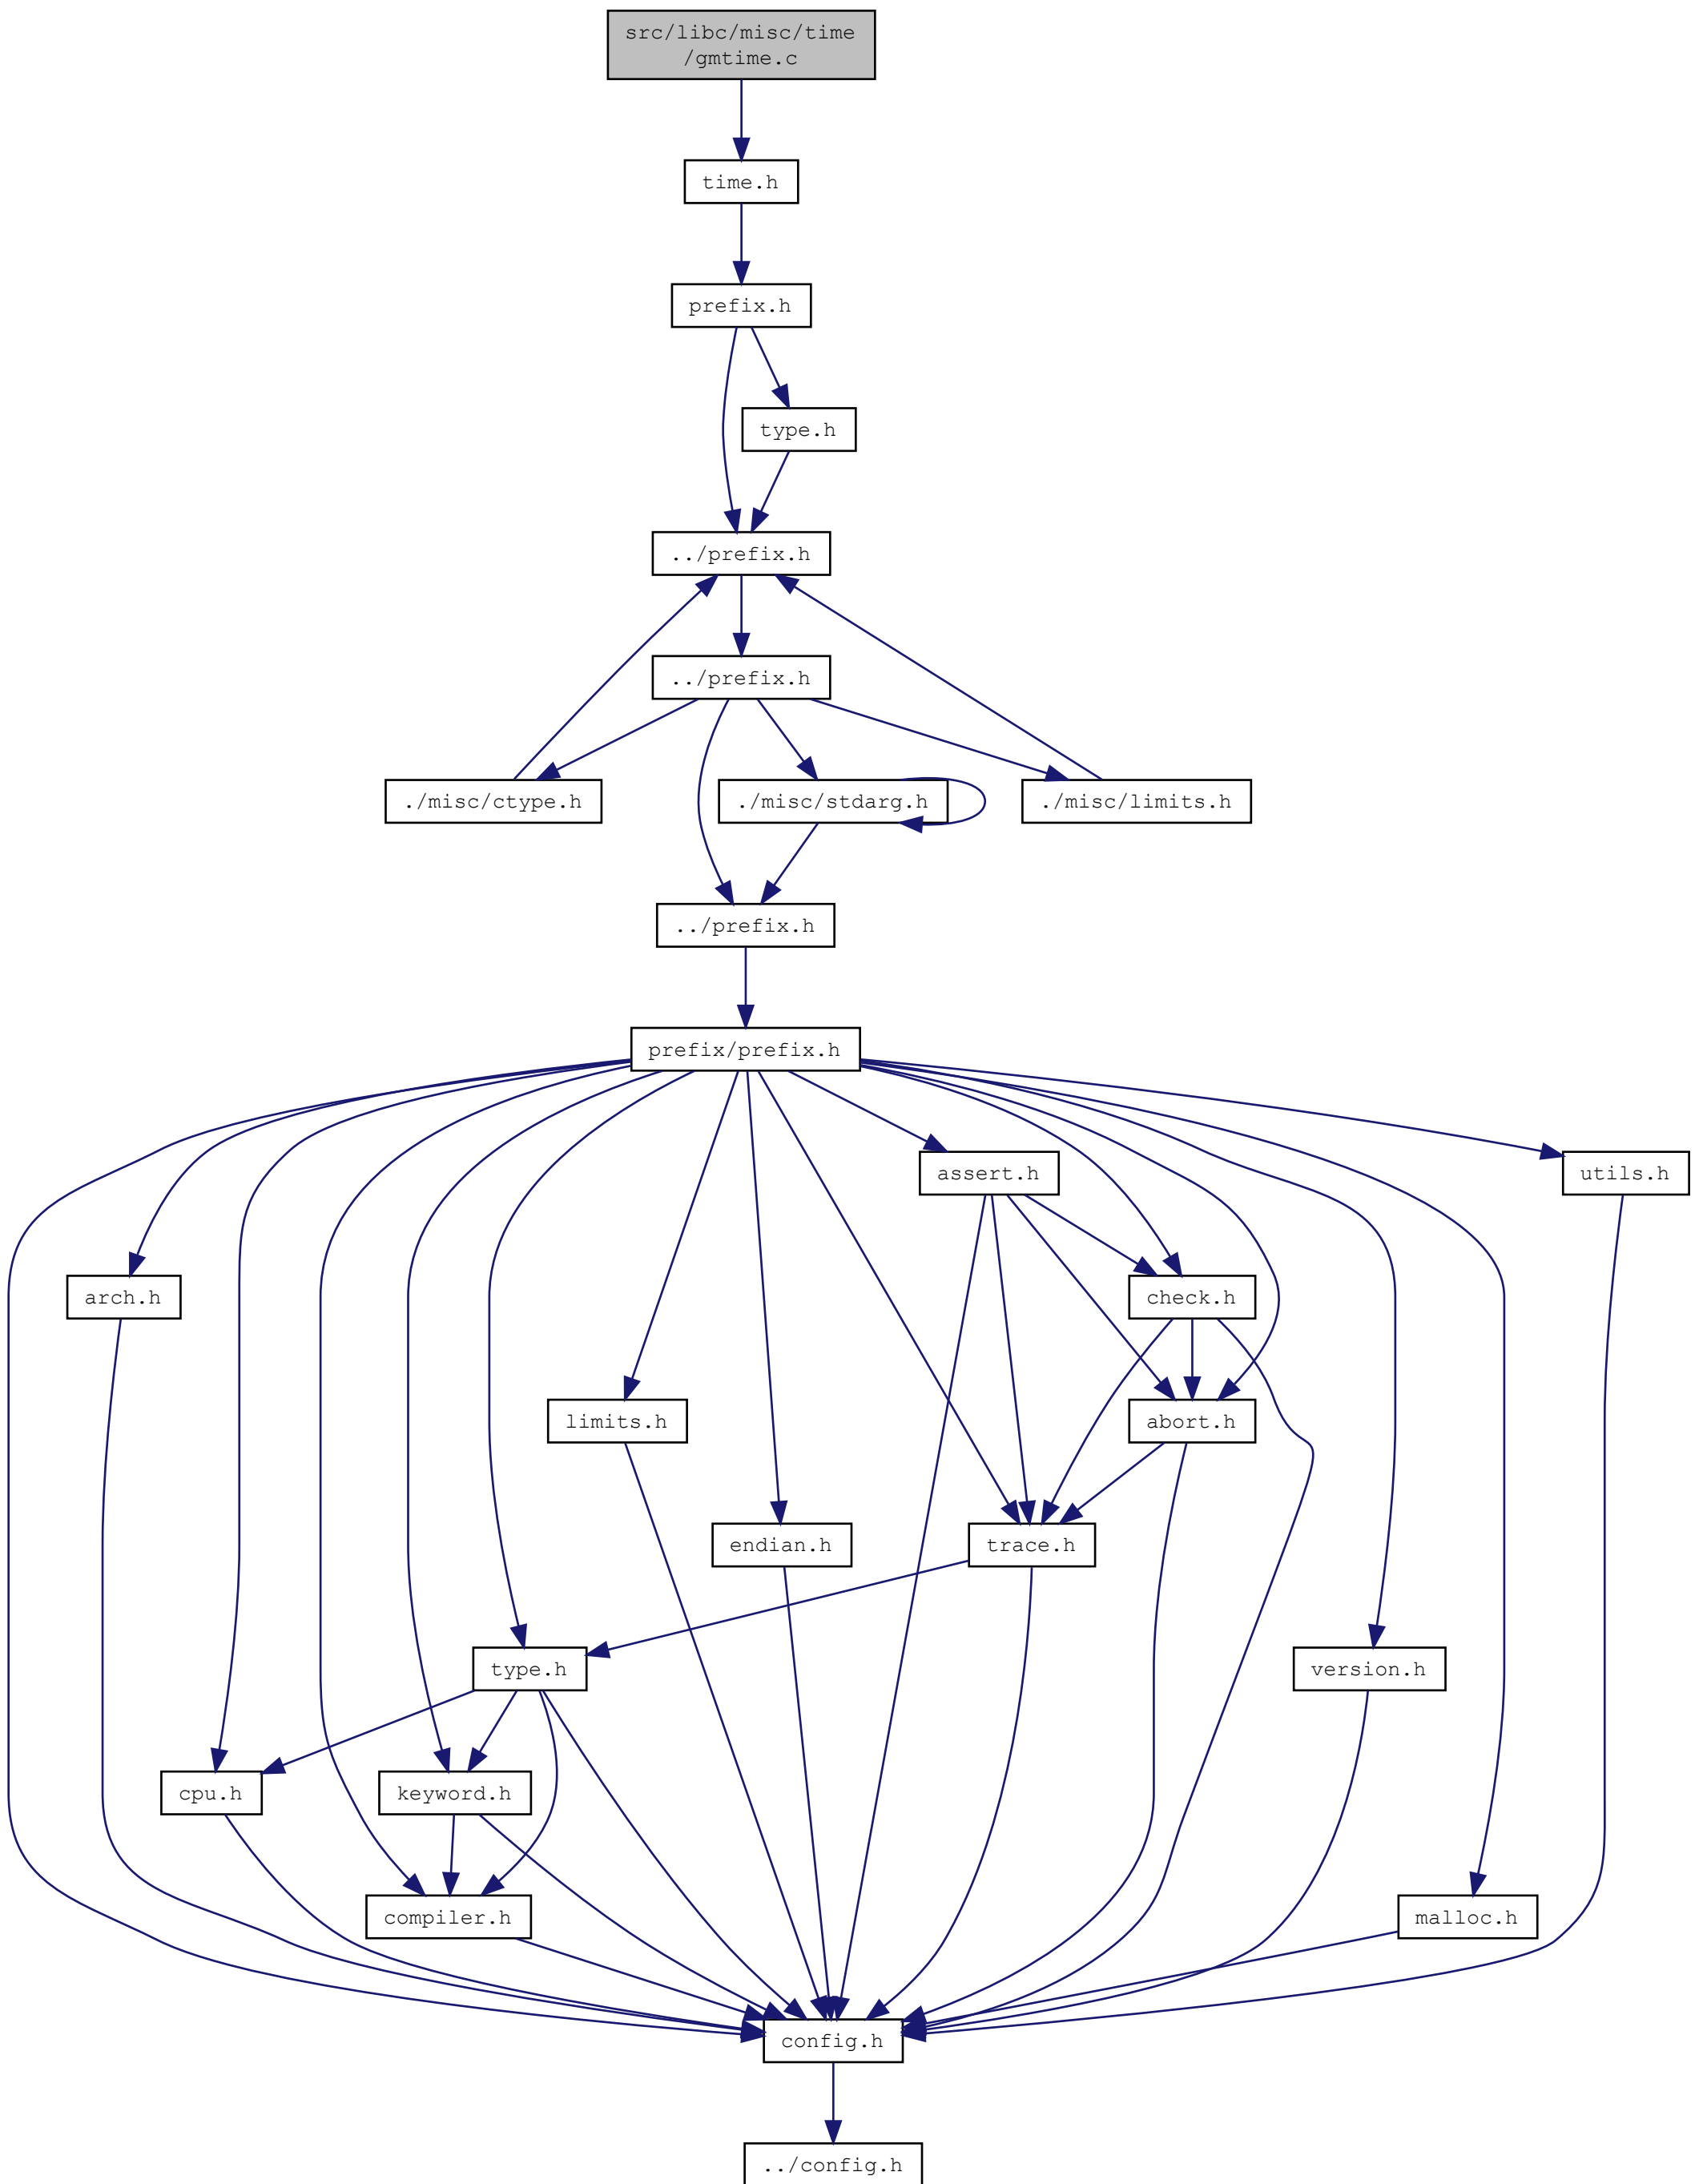 src/libc/misc/time
/gmtime.c
time.h
prefix.h
type.h
../prefix.h
../prefix.h
./misc/ctype.h
./misc/stdarg.h
./misc/limits.h
../prefix.h
prefix/prefix.h
assert.h
utils.h
arch.h
check.h
limits.h
abort.h
endian.h
trace.h
type.h
version.h
cpu.h
keyword.h
compiler.h
malloc.h
config.h
../config.h